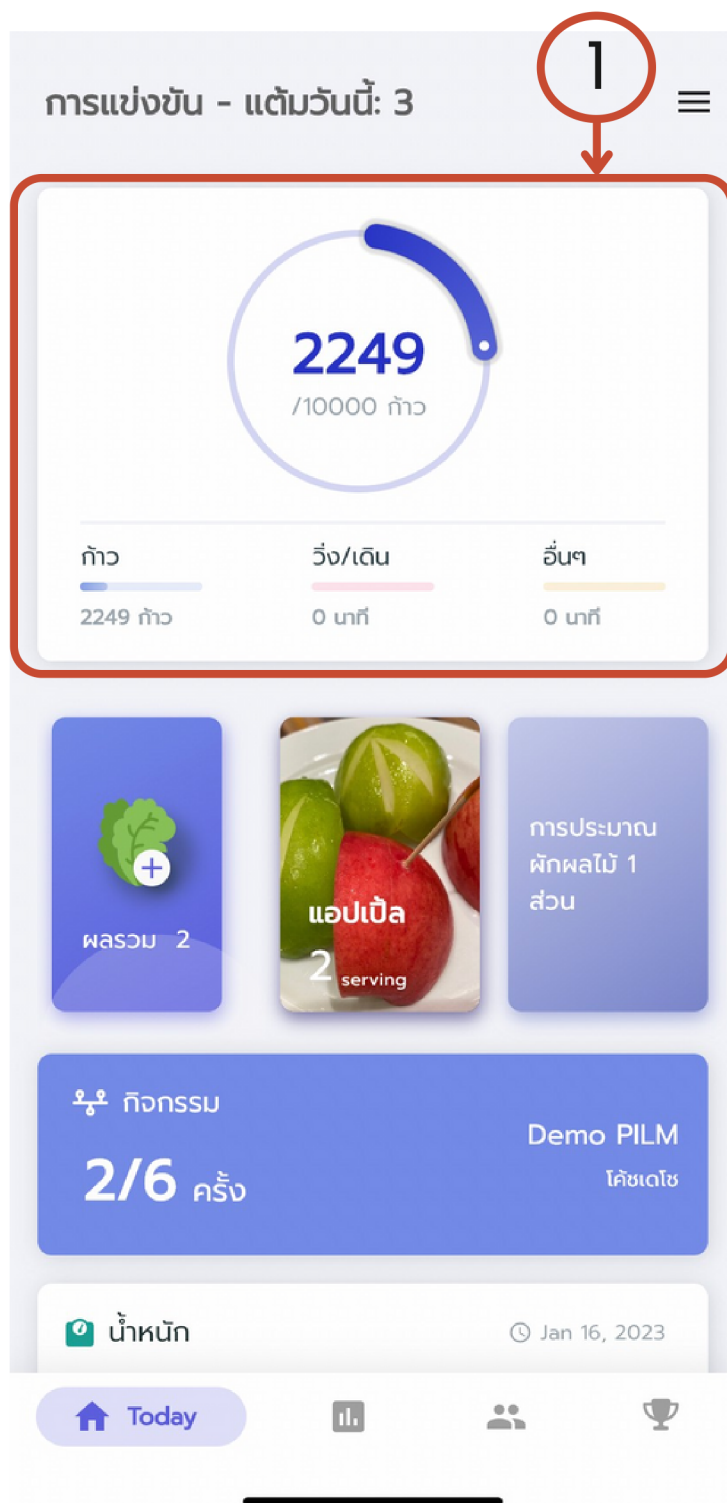 1
การแข่งขัน - แต้มวันนี้: 3
2249
/10000 ก้าว
ก้าว
วิ่ง/เดิน
อื่นๆ
2249 ก้าว
0 นาที
0 นาที
ผลรวม 2
แอปเปิ้ล
2 serving
การประมาณ
ผักผลไม้ 1
ส่วน
กิจกรรม
2/6 ครั้ง
Demo PILM
โค้ชเดโช
น้ำหนัก
Jan 16, 2023
Today